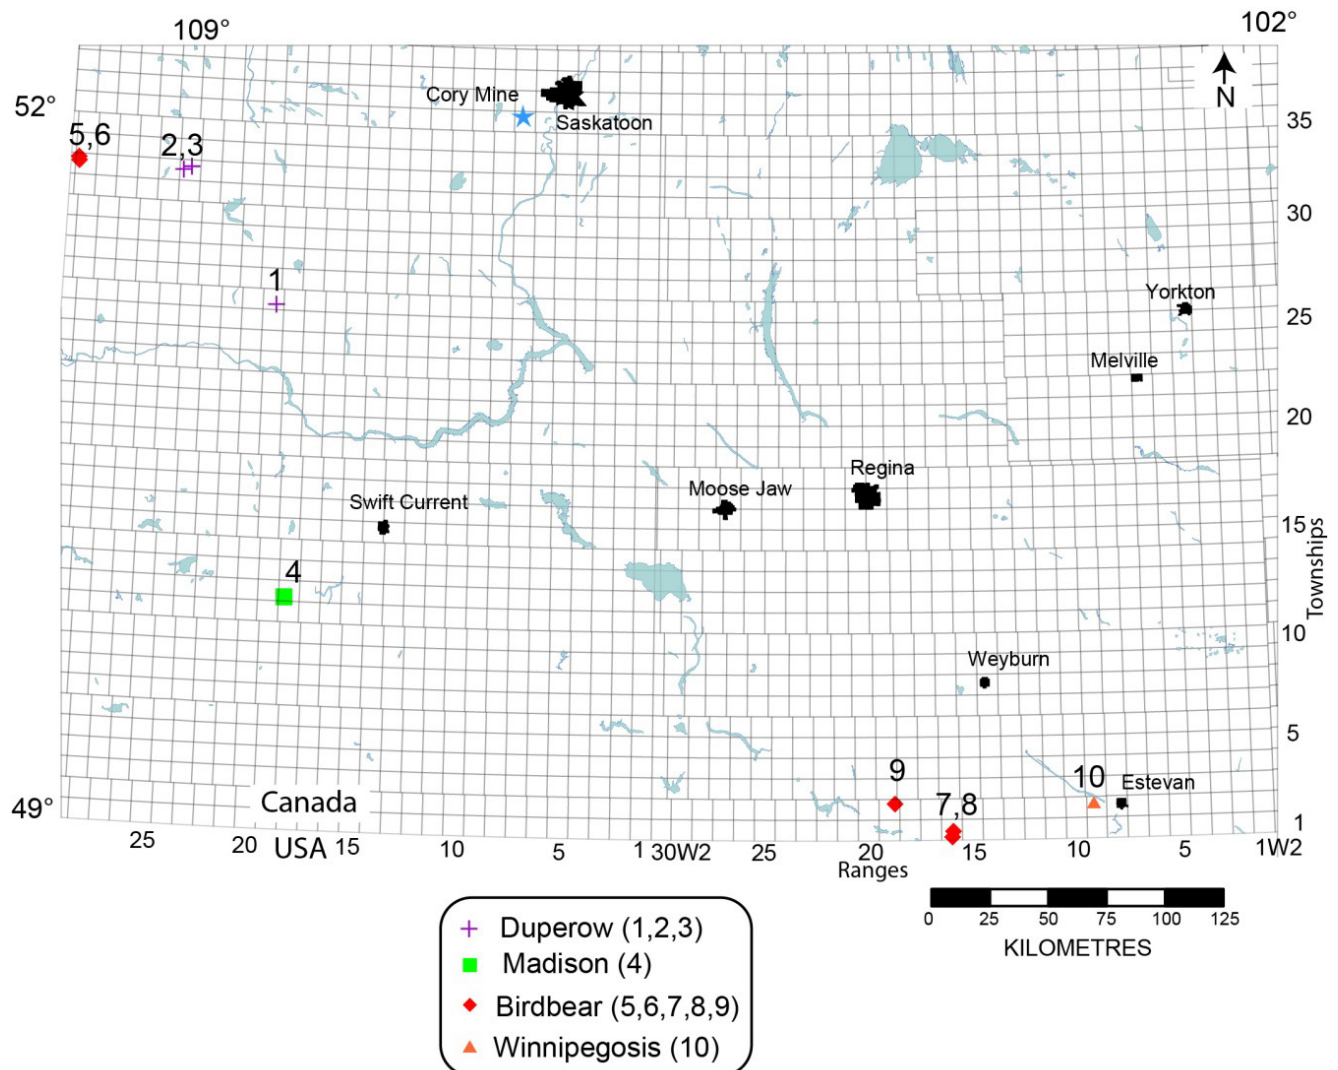 109°
102°
52°
Cory Mine
Saskatoon
N
35
5,6
2,3
30
1
Yorkton
25
Melville
20
Swift Current
Moose Jaw
Regina
15
4
Townships
10
Weyburn
5
9
10
Estevan
7,8
49°
Canada
USA
1
25
20
15
10
5
1
30W2
25
20
15
10
5
1W2
Ranges
0 25 50 75 100 125
KILOMETRES
Duperow (1,2,3)
Madison (4)
Birdbear (5,6,7,8,9)
Winnipegosis (10)